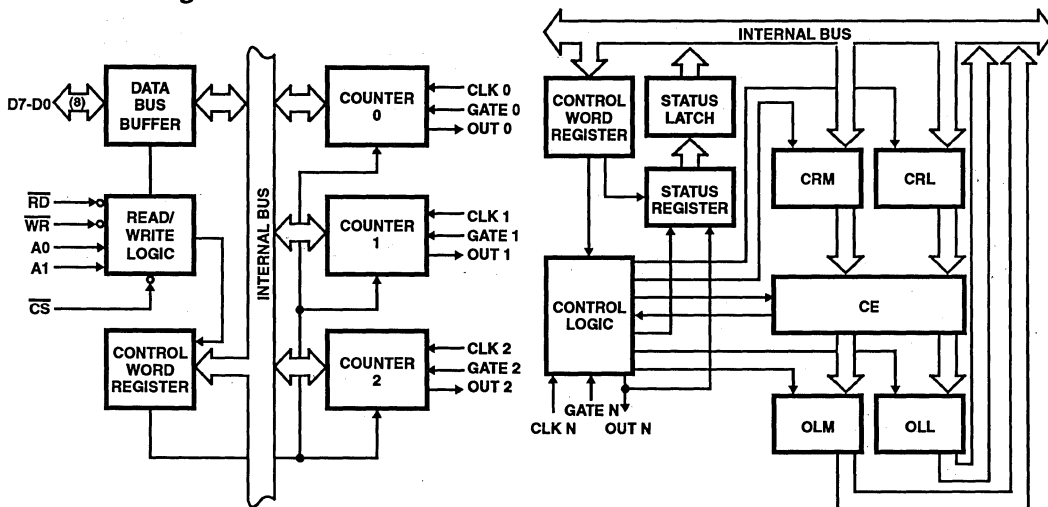 D7-D0
(8)
DATA
BUS
BUFFER
RD
WR
A0
A1
CS
READ/
WRITE
LOGIC
CONTROL
WORD
REGISTER
INTERNAL BUS
COUNTER
0
CLK 0
GATE 0
OUT 0
COUNTER
1
CLK 1
GATE 1
OUT 1
COUNTER
2
CLK 2
GATE 2
OUT 2
INTERNAL BUS
CONTROL
WORD
REGISTER
STATUS
LATCH
STATUS
REGISTER
CRM
CRL
CONTROL
LOGIC
CE
GATE N
CLK N
OUT N
OLM
OLL